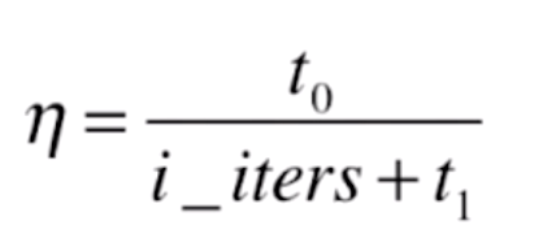 η = t₀ / (i_iters + t₁)